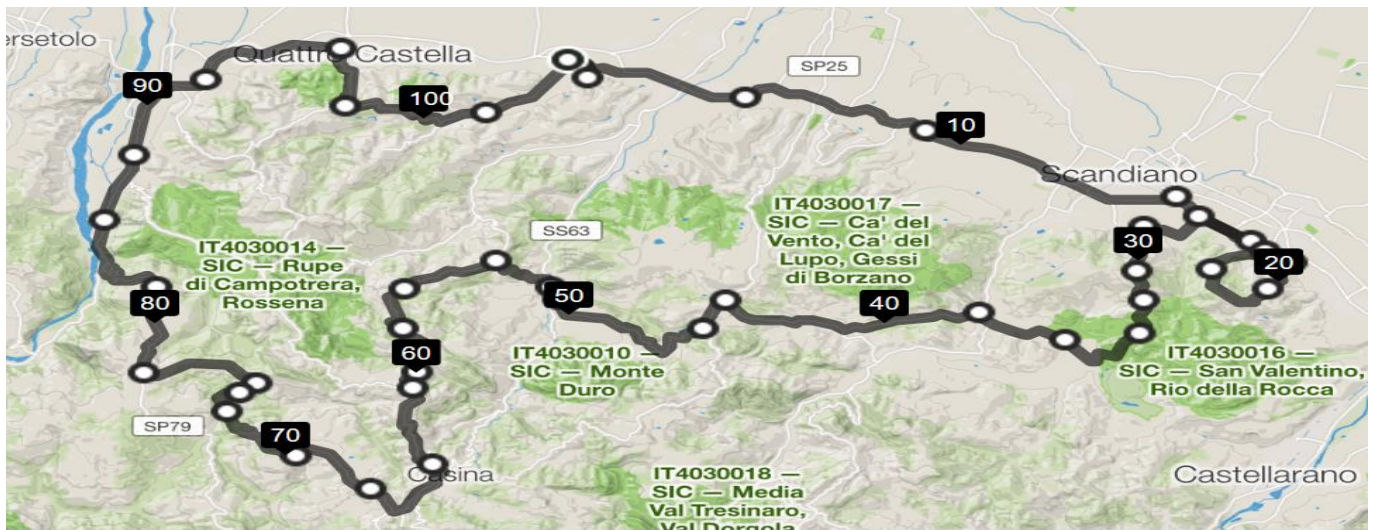 ersetolo
Quattro Castella
SP25
90
100
10
Scandiano
IT4030017 —
SIC — Ca' del
Vento, Ca' del
Lupo, Gessi
di Borzano
SS63
30
20
IT4030014 —
SIC — Rupe
di Campotrera,
Rossena
80
50
40
60
IT4030010 —
SIC — Monte
Duro
IT4030016 —
SIC — San Valentino,
Rio della Rocca
SP79
70
Casina
IT4030018 —
SIC — Media
Val Tresinaro,
Val Dorgola
Castellarano